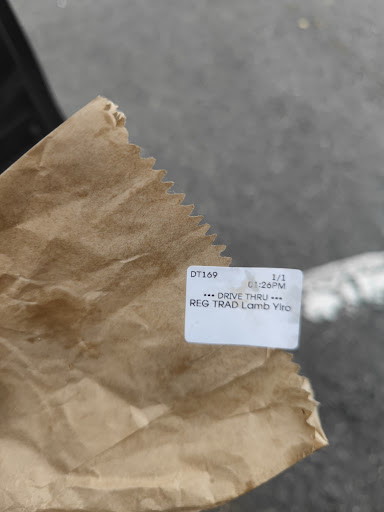 DT169 1/1
01:26PM
••• DRIVE THRU •••
REG TRAD Lamb Yiro